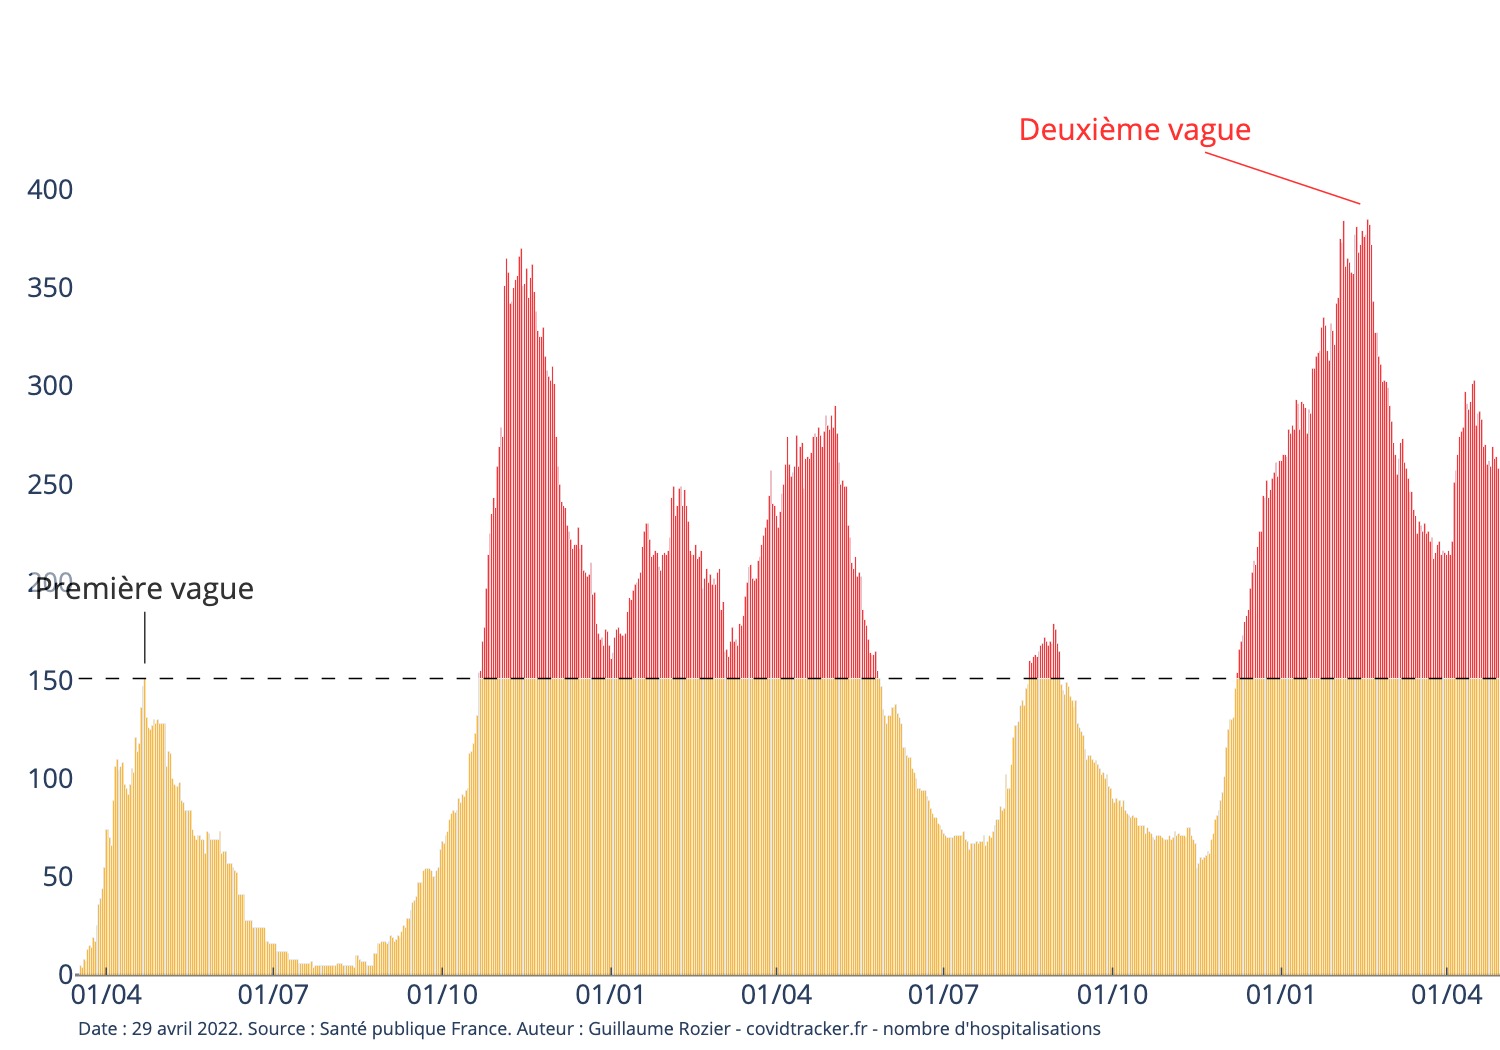 Deuxième vague
400
350
300
250
200
Première vague
150
100
50
0
01/04 01/07 01/10 01/01 01/04 01/07 01/10 01/01 01/04
Date : 29 avril 2022. Source : Santé publique France. Auteur : Guillaume Rozier - covidtracker.fr - nombre d'hospitalisations